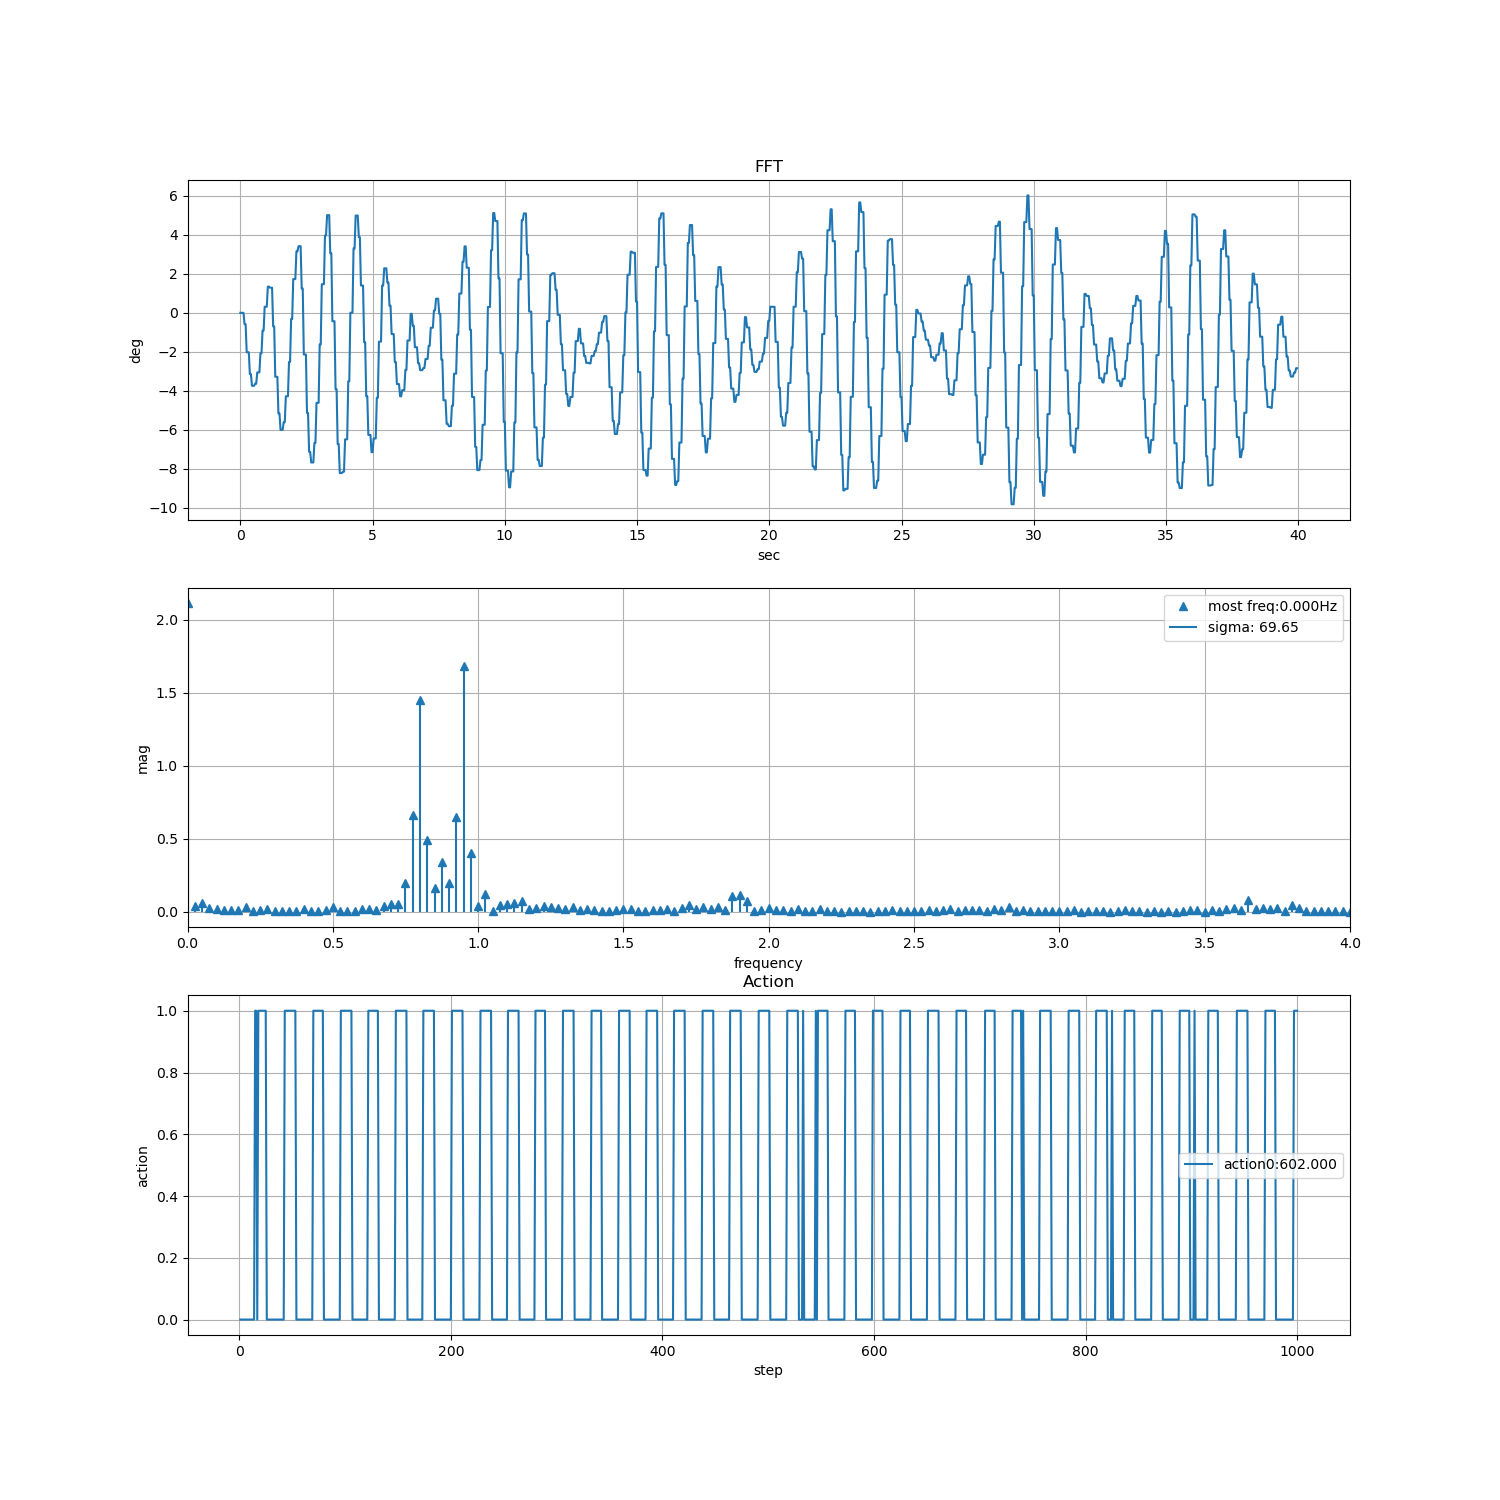 FFT
6
4
2
0
−2
−4
−6
−8
−10
deg
0 5 10 15 20 25 30 35 40
sec
most freq:0.000Hz
sigma: 69.65
2.0
1.5
1.0
0.5
0.0
mag
0.0 0.5 1.0 1.5 2.0 2.5 3.0 3.5 4.0
frequency
Action
1.0
0.8
0.6
0.4
0.2
0.0
action
action0:602.000
0 200 400 600 800 1000
step